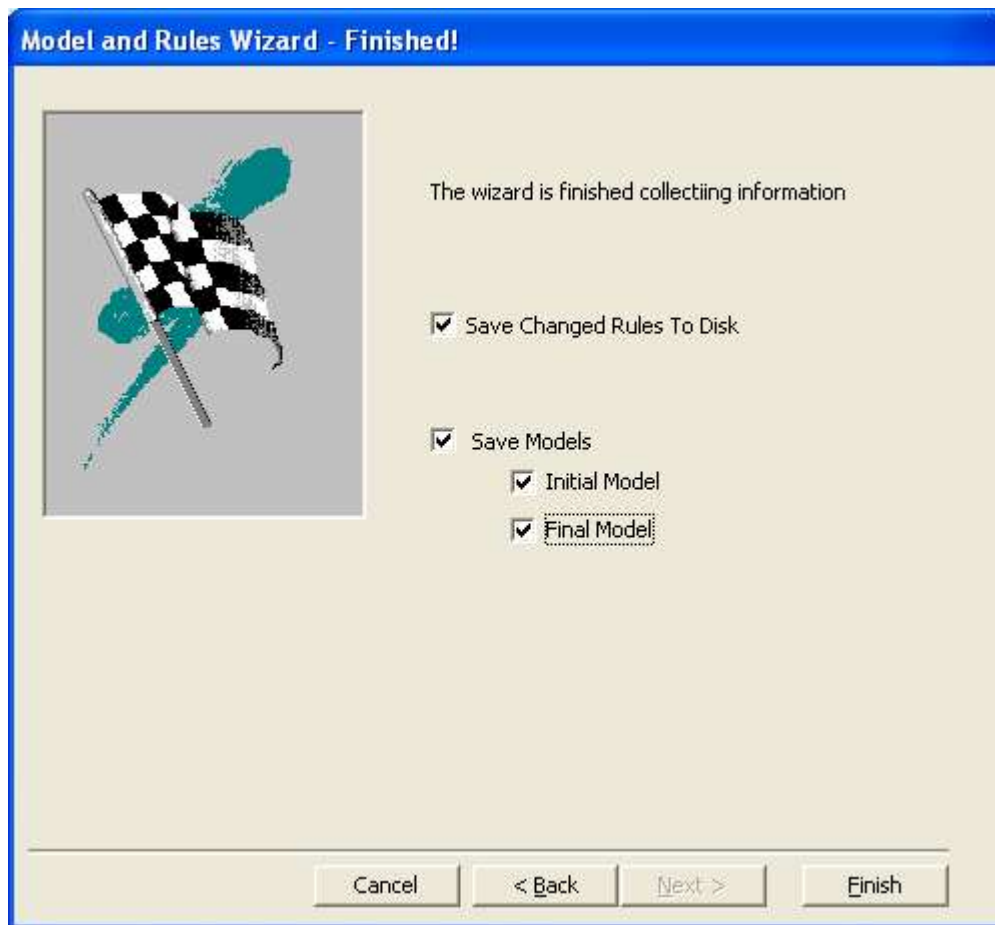 Model and Rules Wizard - Finished!
The wizard is finished collectiing information
Save Changed Rules To Disk
Save Models
Initial Model
Final Model
Cancel
< Back
Next >
Finish